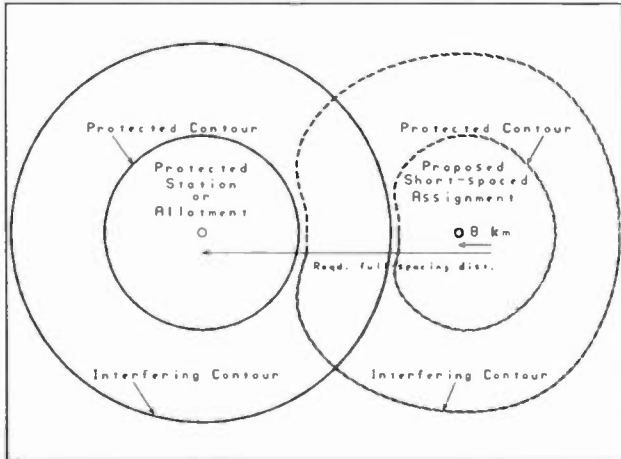 Protected Contour
Protected Contour
Protected
Station
or
Allotment
Proposed
Short-spaced
Assignment
8 km
Reqd. full spacing dist.
Interfering Contour
Interfering Contour